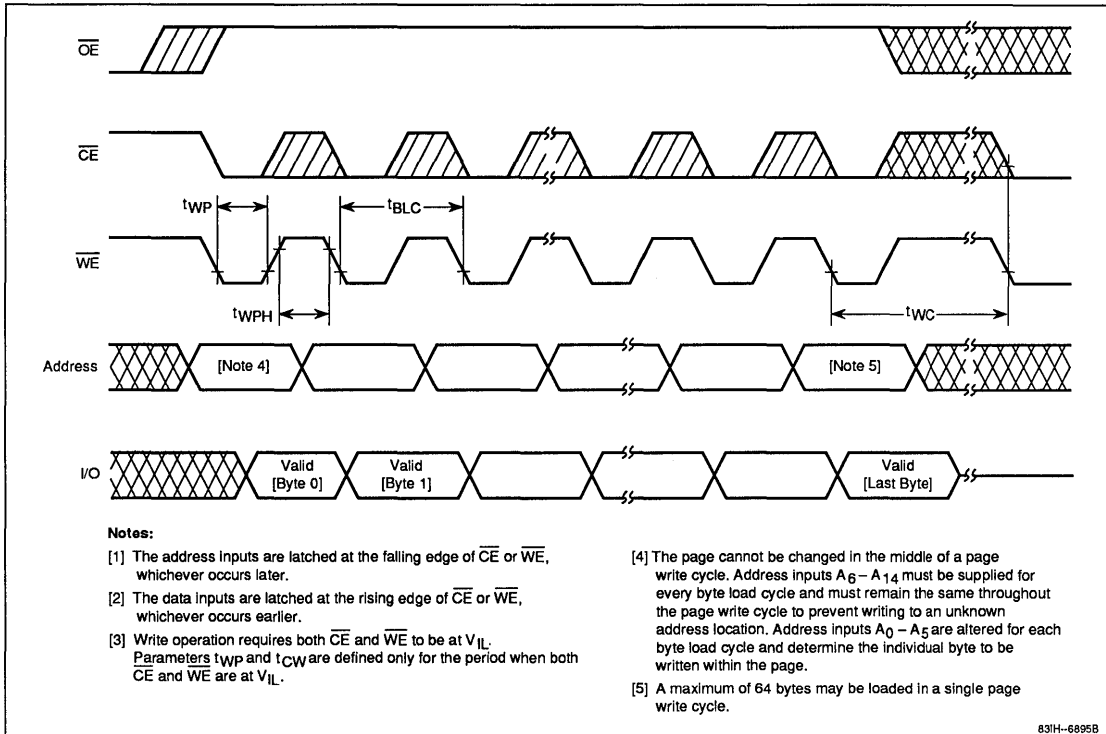 OE
CE
tWP
tBLC
WE
tWPH
tWC
Address
[Note 4]
[Note 5]
I/O
Valid
[Byte 0]
Valid
[Byte 1]
Valid
[Last Byte]
Notes:
[1] The address inputs are latched at the falling edge of CE or WE,
whichever occurs later.
[2] The data inputs are latched at the rising edge of CE or WE,
whichever occurs earlier.
[3] Write operation requires both CE and WE to be at VIL.
Parameters tWP and tCW are defined only for the period when both
CE and WE are at VIL.
[4] The page cannot be changed in the middle of a page
write cycle. Address inputs A6 – A14 must be supplied for
every byte load cycle and must remain the same throughout
the page write cycle to prevent writing to an unknown
address location. Address inputs A0 – A5 are altered for each
byte load cycle and determine the individual byte to be
written within the page.
[5] A maximum of 64 bytes may be loaded in a single page
write cycle.
831H--6895B